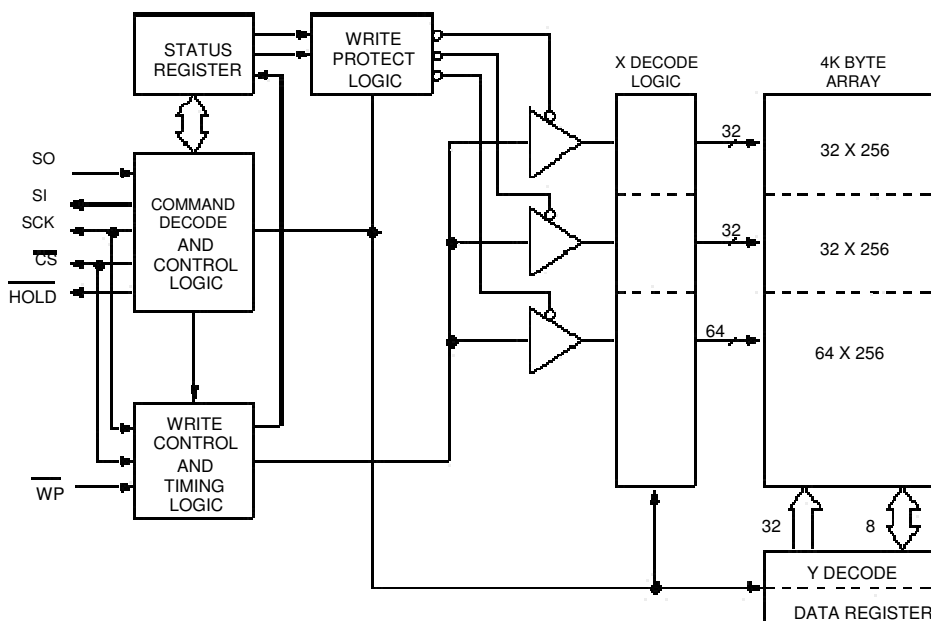 STATUS
REGISTER
WRITE
PROTECT
LOGIC
X DECODE
LOGIC
4K BYTE
ARRAY
SO
SI
SCK
CS
HOLD
COMMAND
DECODE
AND
CONTROL
LOGIC
32
32 X 256
32
32 X 256
64
64 X 256
WRITE
CONTROL
AND
TIMING
LOGIC
WP
32
8
Y DECODE
DATA REGISTER